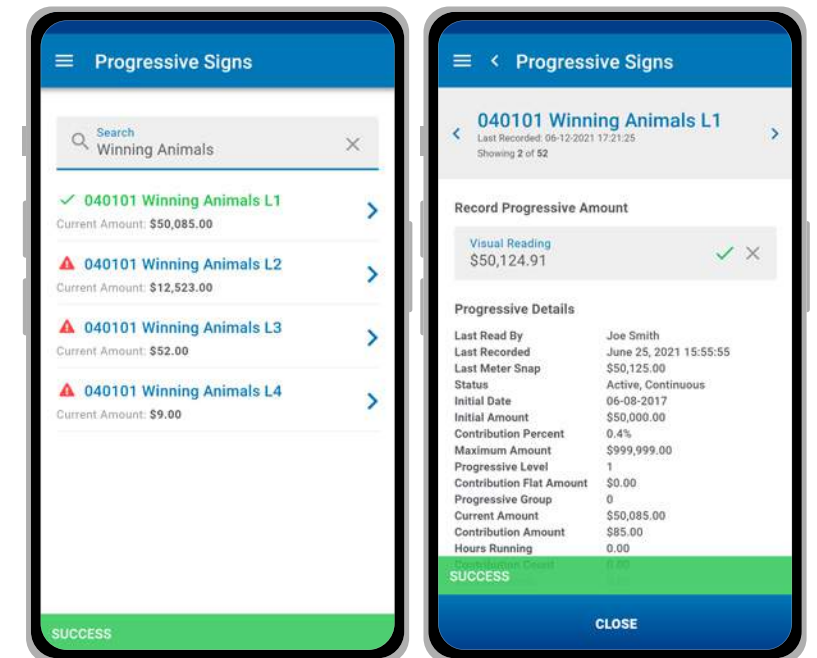 Progressive Signs
Search
Winning Animals
040101 Winning Animals L1
Current Amount: $50,085.00
040101 Winning Animals L2
Current Amount: $12,523.00
040101 Winning Animals L3
Current Amount: $52.00
040101 Winning Animals L4
Current Amount: $9.00
SUCCESS
Progressive Signs
040101 Winning Animals L1
Last Recorded: 06-12-2021 17:21:25
Showing 2 of 52
Record Progressive Amount
Visual Reading
$50,124.91
Progressive Details
Last Read By Joe Smith
Last Recorded June 25, 2021 15:55:55
Last Meter Snap $50,125.00
Status Active, Continuous
Initial Date 06-08-2017
Initial Amount $50,000.00
Contribution Percent 0.4%
Maximum Amount $999,999.00
Progressive Level 1
Contribution Flat Amount $0.00
Progressive Group 0
Current Amount $50,085.00
Contribution Amount $85.00
Hours Running 0.00
Contribution Count 0.00
SUCCESS
CLOSE